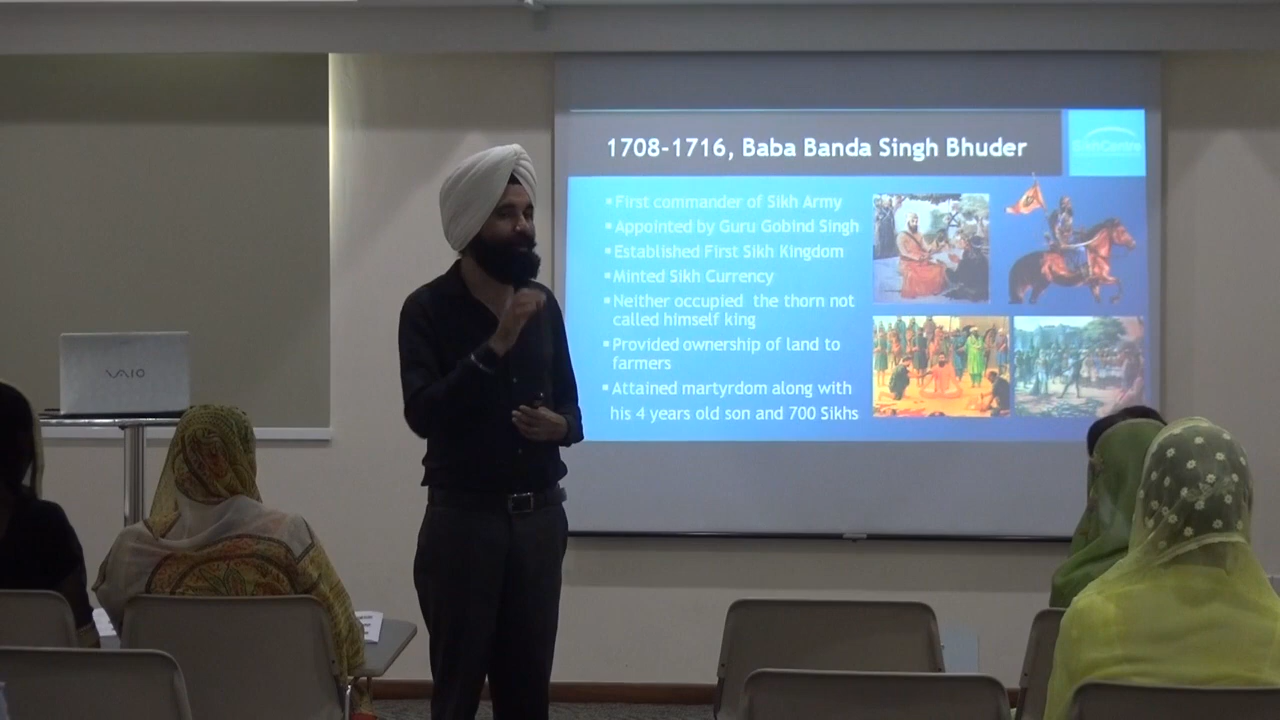 1708-1716, Baba Banda Singh Bhuder
SikhCentre
▪First commander of Sikh Army
▪Appointed by Guru Gobind Singh
▪Established First Sikh Kingdom
▪Minted Sikh Currency
▪Neither occupied the thorn not
called himself king
▪Provided ownership of land to
farmers
▪Attained martyrdom along with
his 4 years old son and 700 Sikhs
VAIO